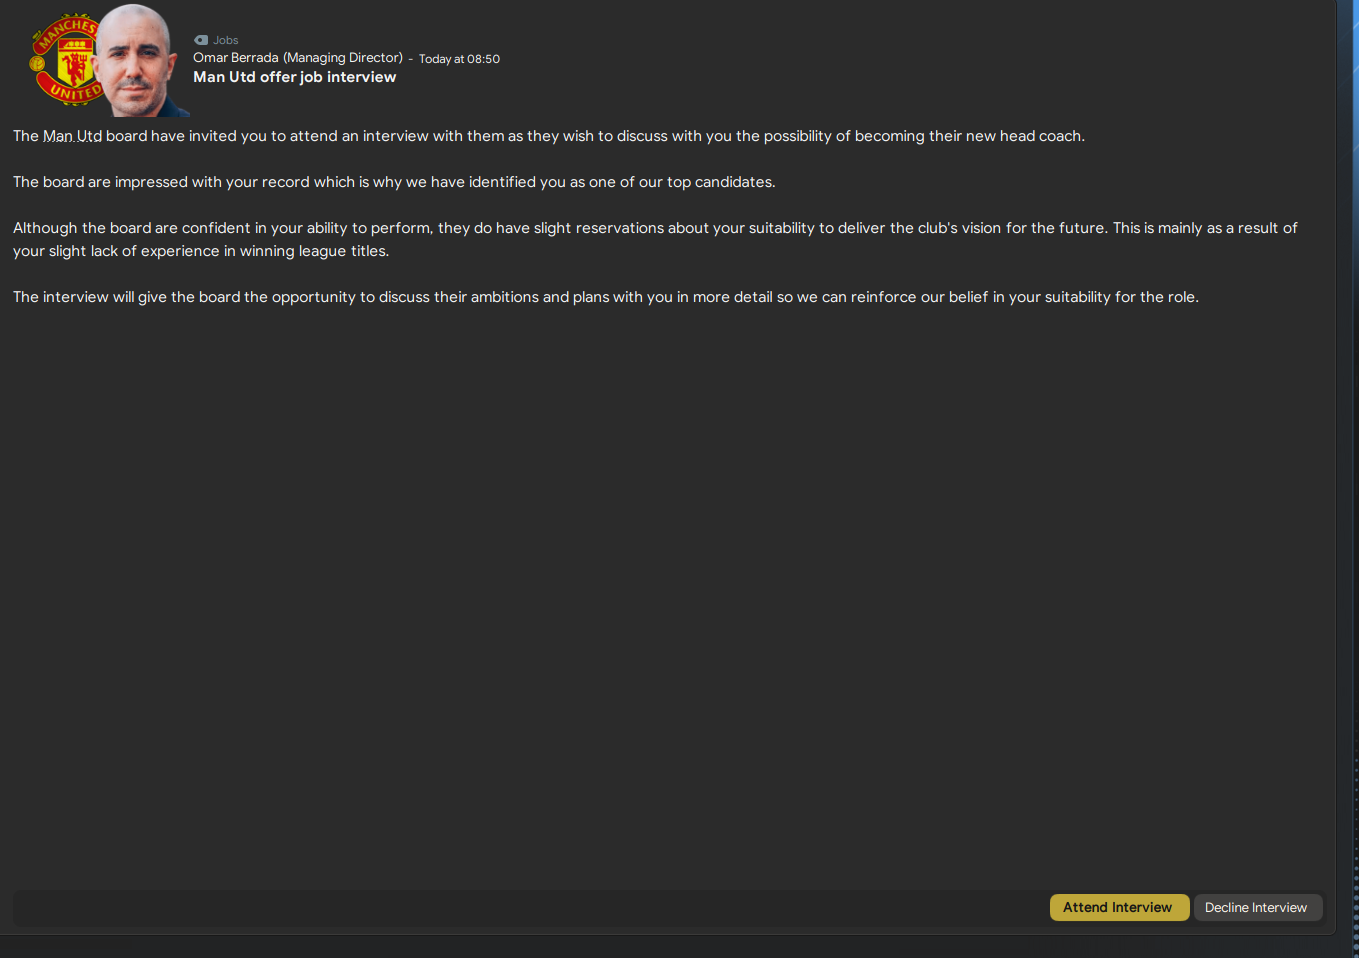 MANCHES
UNITED
Jobs
Omar Berrada (Managing Director) - Today at 08:50
Man Utd offer job interview
The Man Utd board have invited you to attend an interview with them as they wish to discuss with you the possibility of becoming their new head coach.
The board are impressed with your record which is why we have identified you as one of our top candidates.
Although the board are confident in your ability to perform, they do have slight reservations about your suitability to deliver the club's vision for the future. This is mainly as a result of
your slight lack of experience in winning league titles.
The interview will give the board the opportunity to discuss their ambitions and plans with you in more detail so we can reinforce our belief in your suitability for the role.
Attend Interview
Decline Interview